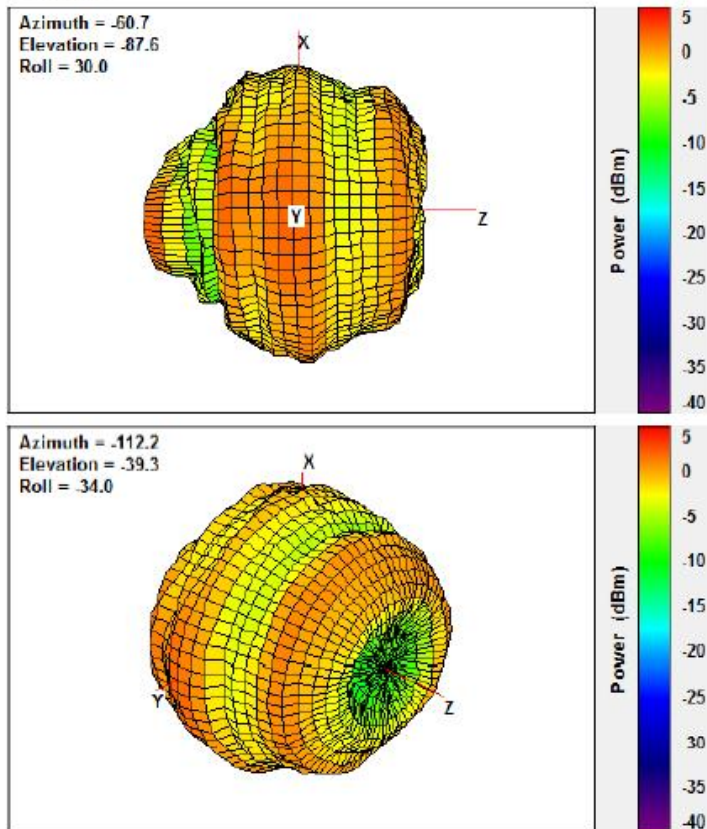 Azimuth = -60.7
Elevation = -87.6
Roll = 30.0
X
Y
Z
Power (dBm)
5
0
-5
-10
-15
-20
-25
-30
-35
-40
Azimuth = -112.2
Elevation = -39.3
Roll = -34.0
X
Y
Z
Power (dBm)
5
0
-5
-10
-15
-20
-25
-30
-35
-40